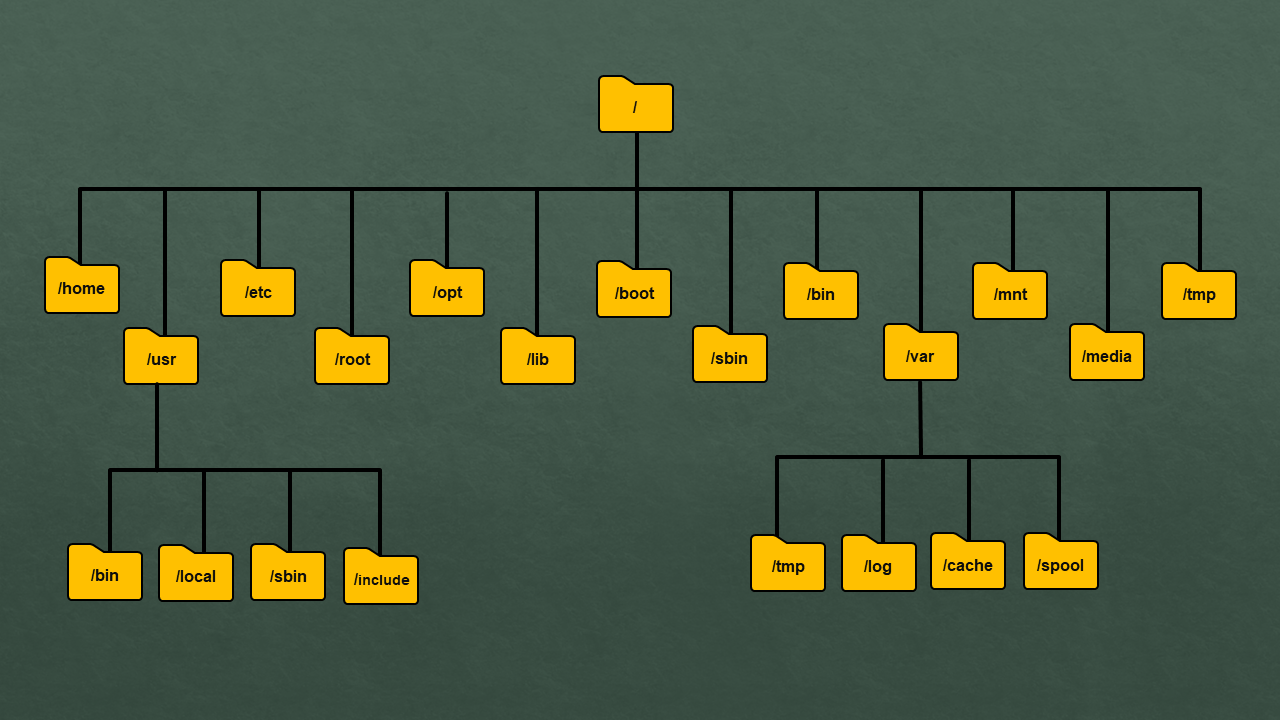 /
/home
/etc
/opt
/boot
/bin
/mnt
/tmp
/usr
/root
/lib
/sbin
/var
/media
/bin
/local
/sbin
/include
/tmp
/log
/cache
/spool